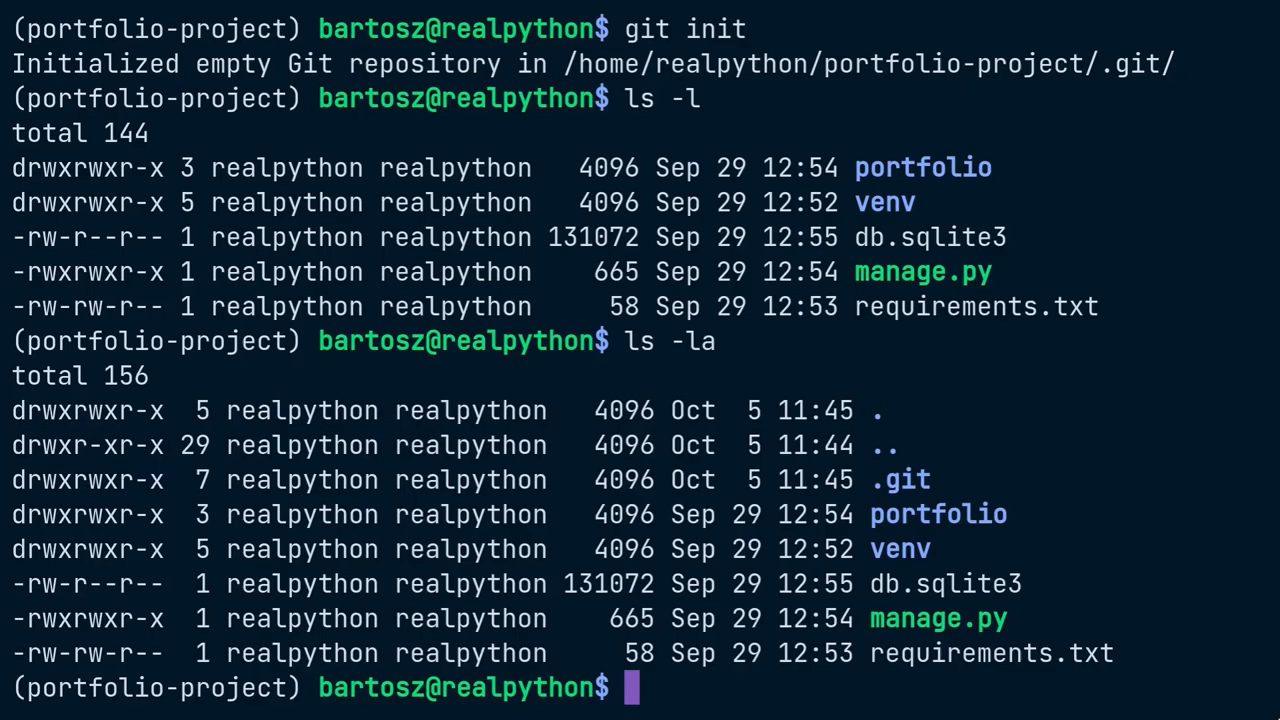 (portfolio-project) bartosz@realpython$ git init
Initialized empty Git repository in /home/realpython/portfolio-project/.git/
(portfolio-project) bartosz@realpython$ ls -l
total 144
drwxrwxr-x 3 realpython realpython   4096 Sep 29 12:54 portfolio
drwxrwxr-x 5 realpython realpython   4096 Sep 29 12:52 venv
-rw-r--r-- 1 realpython realpython 131072 Sep 29 12:55 db.sqlite3
-rwxrwxr-x 1 realpython realpython    665 Sep 29 12:54 manage.py
-rw-rw-r-- 1 realpython realpython     58 Sep 29 12:53 requirements.txt
(portfolio-project) bartosz@realpython$ ls -la
total 156
drwxrwxr-x  5 realpython realpython   4096 Oct  5 11:45 .
drwxr-xr-x 29 realpython realpython   4096 Oct  5 11:44 ..
drwxrwxr-x  7 realpython realpython   4096 Oct  5 11:45 .git
drwxrwxr-x  3 realpython realpython   4096 Sep 29 12:54 portfolio
drwxrwxr-x  5 realpython realpython   4096 Sep 29 12:52 venv
-rw-r--r--  1 realpython realpython 131072 Sep 29 12:55 db.sqlite3
-rwxrwxr-x  1 realpython realpython    665 Sep 29 12:54 manage.py
-rw-rw-r--  1 realpython realpython     58 Sep 29 12:53 requirements.txt
(portfolio-project) bartosz@realpython$